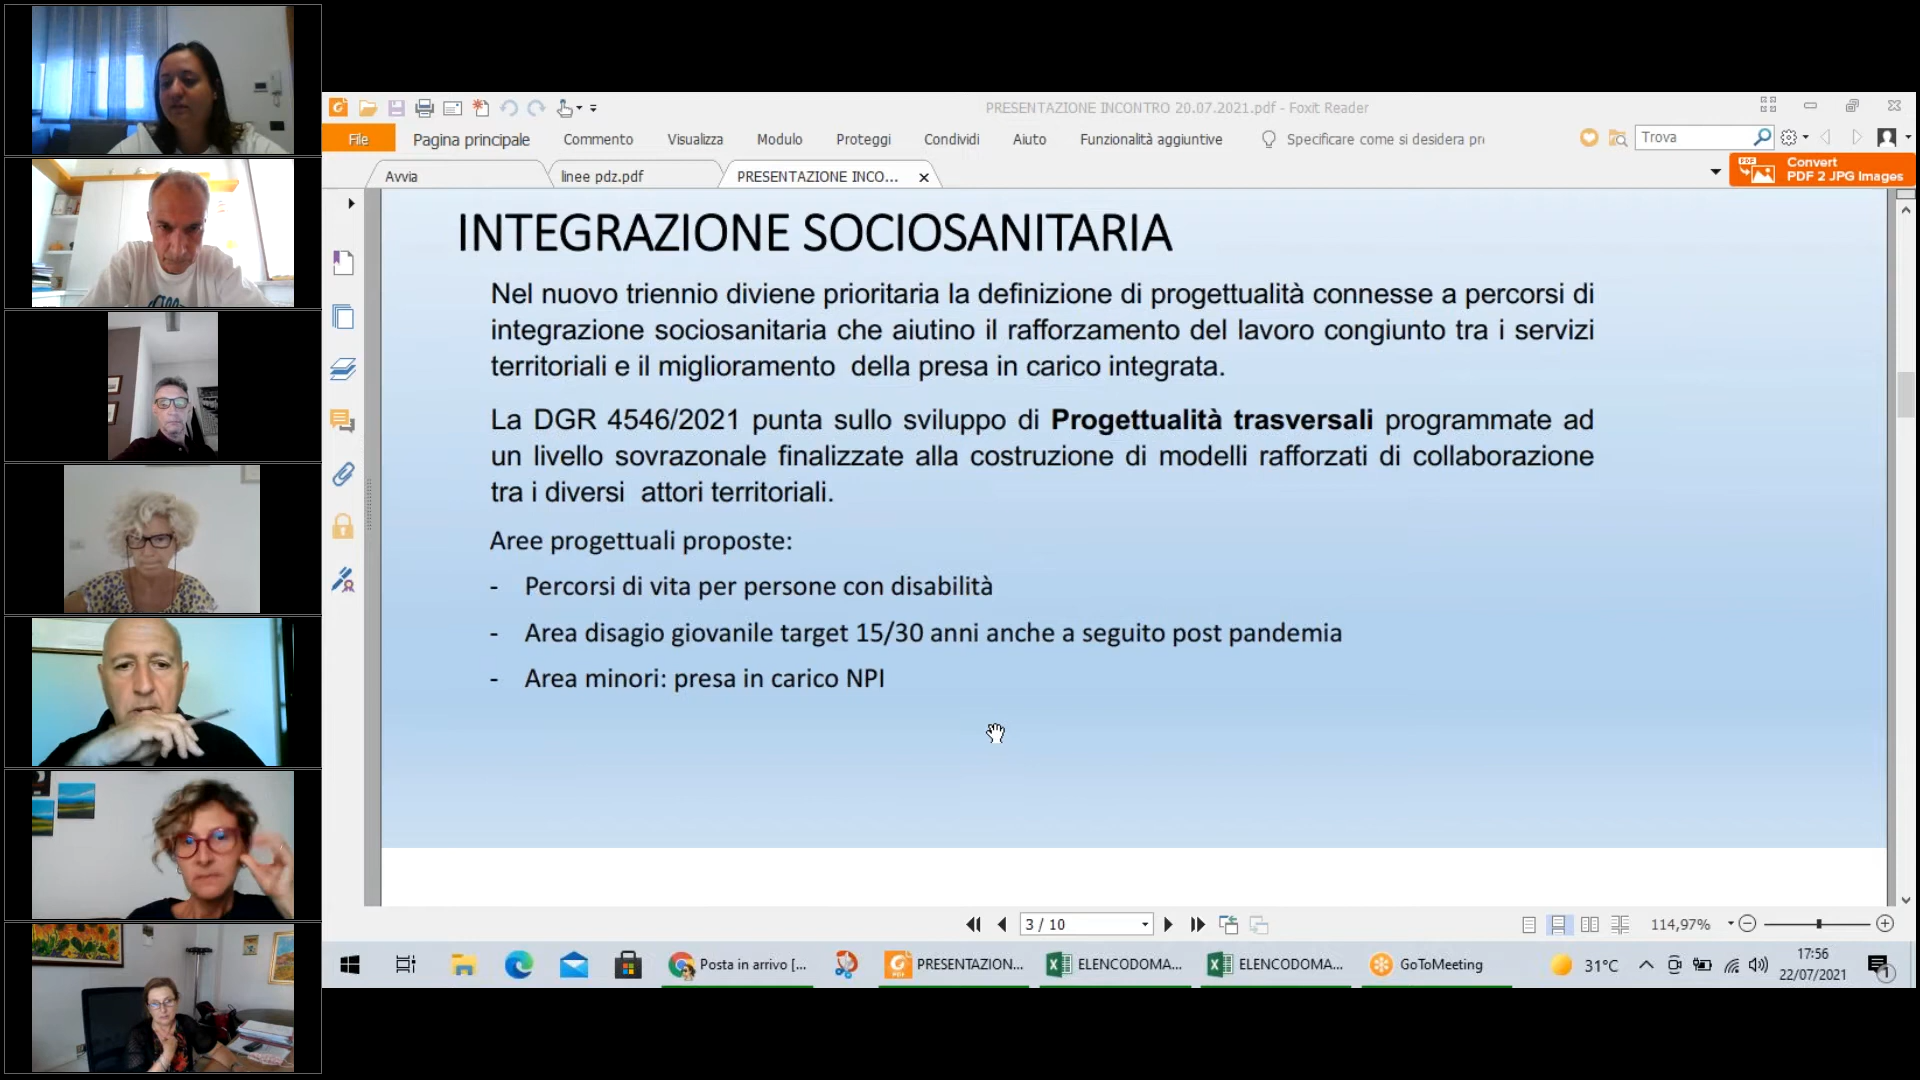 PRESENTAZIONE INCONTRO 20.07.2021.pdf - Foxit Reader
File Pagina principale Commento Visualizza Modulo Proteggi Condividi Aiuto Funzionalità aggiuntive Specificare come si desidera pr Trova
Avvia linee pdz.pdf PRESENTAZIONE INCO...
Convert
PDF 2 JPG Images
INTEGRAZIONE SOCIOSANITARIA
Nel nuovo triennio diviene prioritaria la definizione di progettualità connesse a percorsi di
integrazione sociosanitaria che aiutino il rafforzamento del lavoro congiunto tra i servizi
territoriali e il miglioramento della presa in carico integrata.
La DGR 4546/2021 punta sullo sviluppo di Progettualità trasversali programmate ad
un livello sovrazonale finalizzate alla costruzione di modelli rafforzati di collaborazione
tra i diversi attori territoriali.
Aree progettuali proposte:
- Percorsi di vita per persone con disabilità
- Area disagio giovanile target 15/30 anni anche a seguito post pandemia
- Area minori: presa in carico NPI
3 / 10 114,97%
Posta in arrivo [... PRESENTAZION... ELENCODOMA... ELENCODOMA... GoToMeeting 31°C
17:56
22/07/2021
1